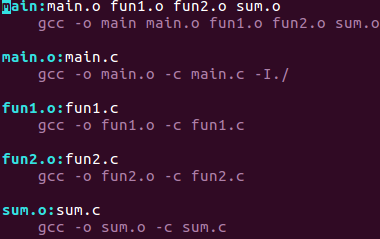 main:main.o fun1.o fun2.o sum.o
    gcc -o main main.o fun1.o fun2.o sum.o

main.o:main.c
    gcc -o main.o -c main.c -I./

fun1.o:fun1.c
    gcc -o fun1.o -c fun1.c

fun2.o:fun2.c
    gcc -o fun2.o -c fun2.c

sum.o:sum.c
    gcc -o sum.o -c sum.c